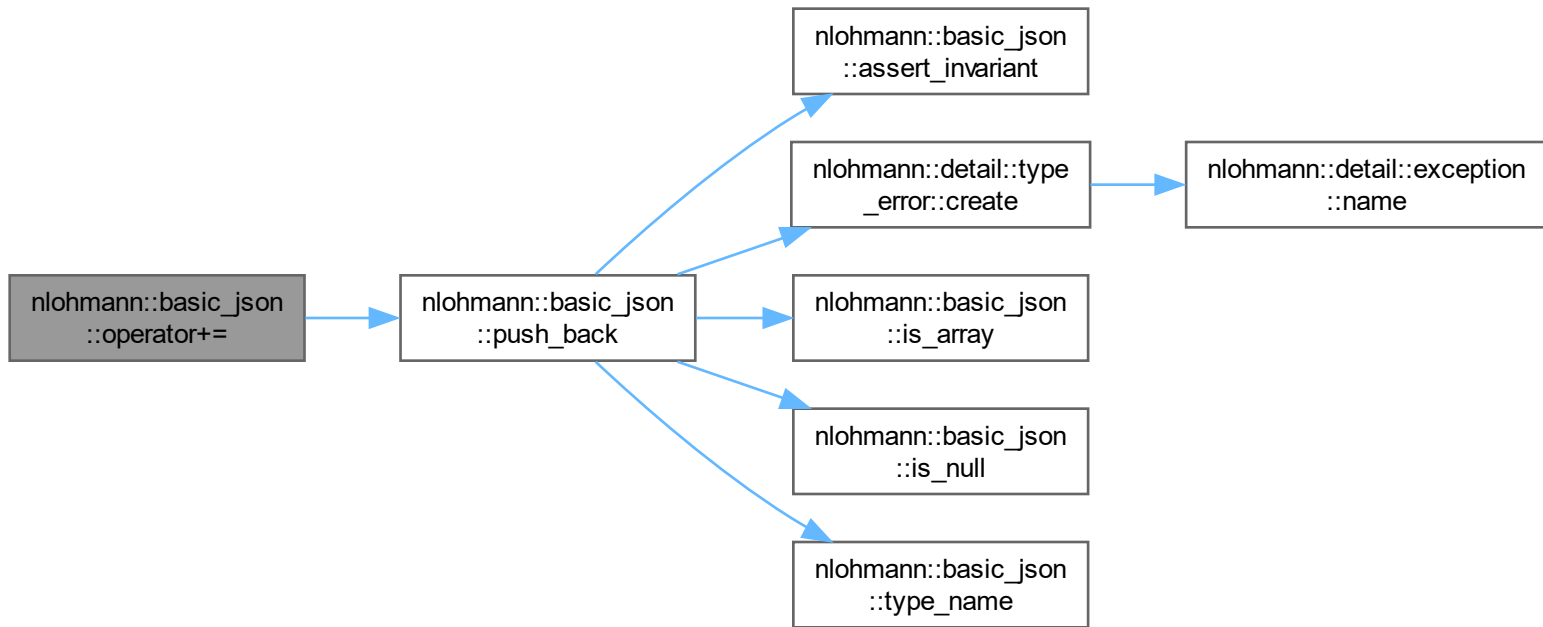 nlohmann::basic_json
::operator+=
nlohmann::basic_json
::push_back
nlohmann::basic_json
::assert_invariant
nlohmann::detail::type
_error::create
nlohmann::detail::exception
::name
nlohmann::basic_json
::is_array
nlohmann::basic_json
::is_null
nlohmann::basic_json
::type_name